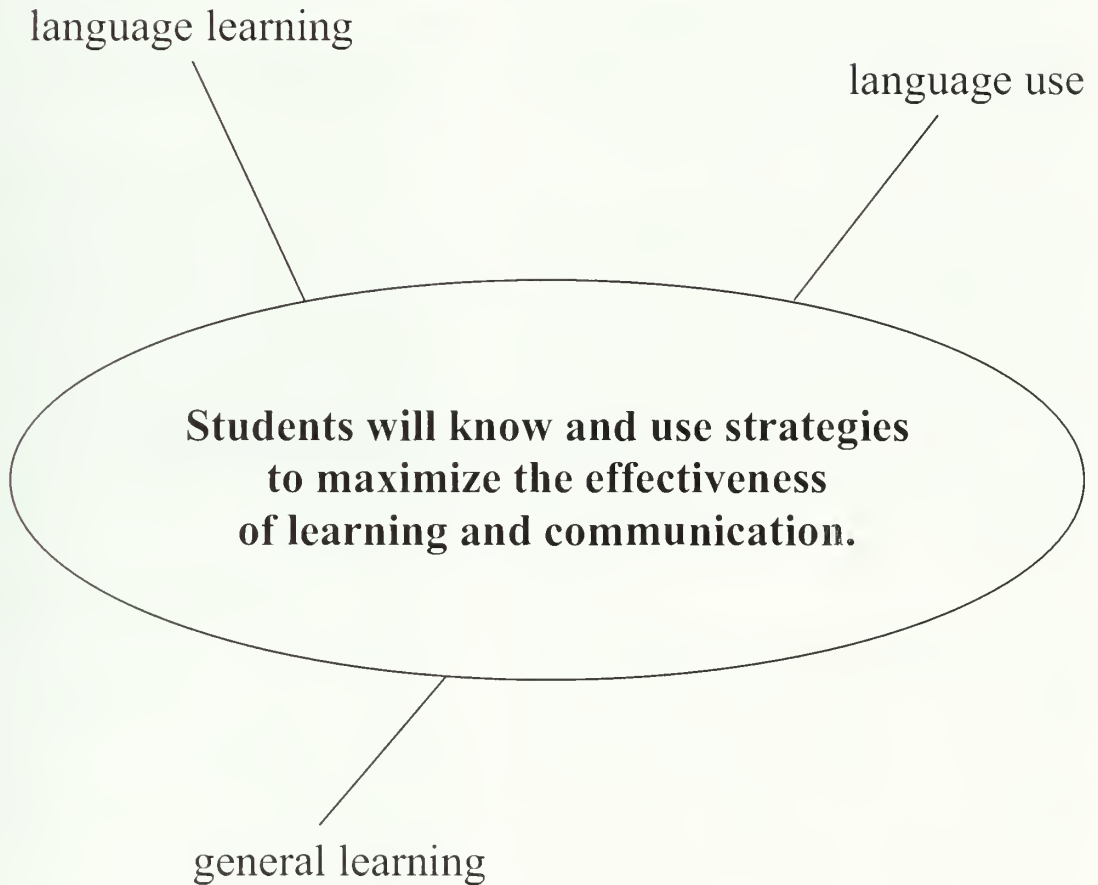 language learning
language use
Students will know and use strategies
to maximize the effectiveness
of learning and communication.
general learning